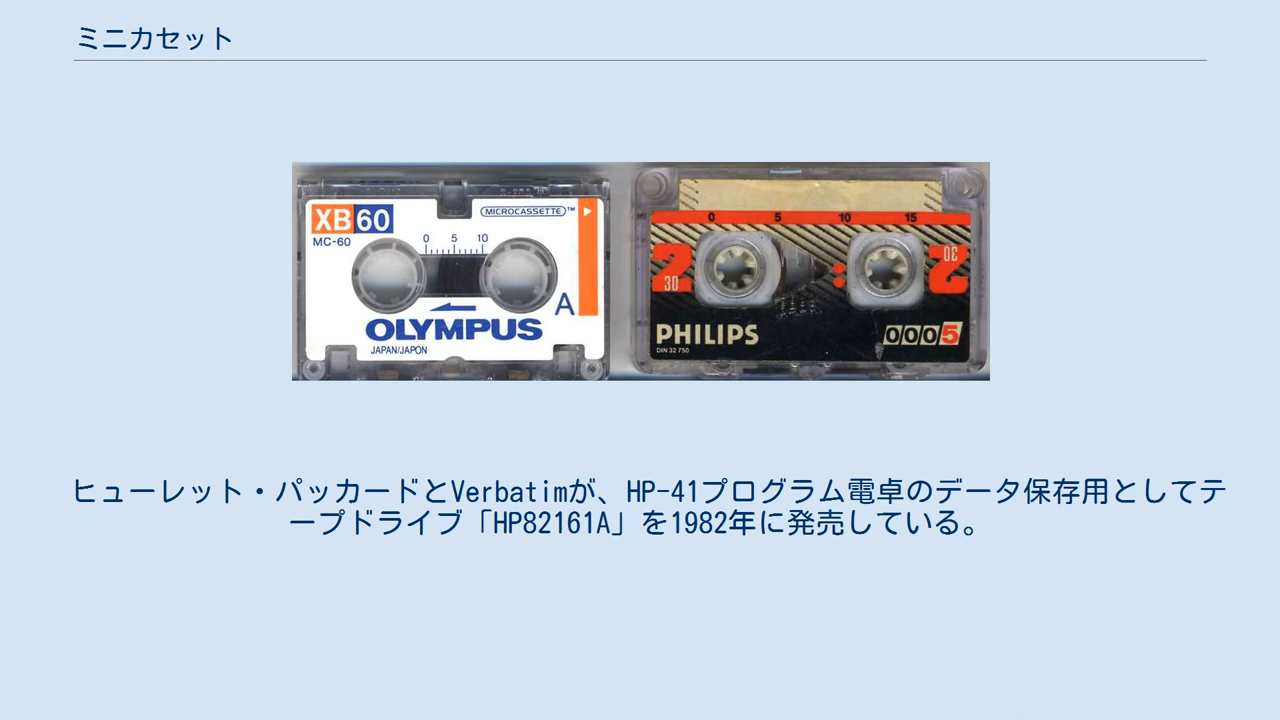 ミニカセット
XB60
MICROCASSETTE™
MC-60
0 5 10
A
OLYMPUS
JAPAN/JAPON
0 5 10 15
2 30
2 30
PHILIPS
0005
DIN 32 750
ヒューレット・パッカードとVerbatimが、HP-41プログラム電卓のデータ保存用としてテ
ープドライブ「HP82161A」を1982年に発売している。